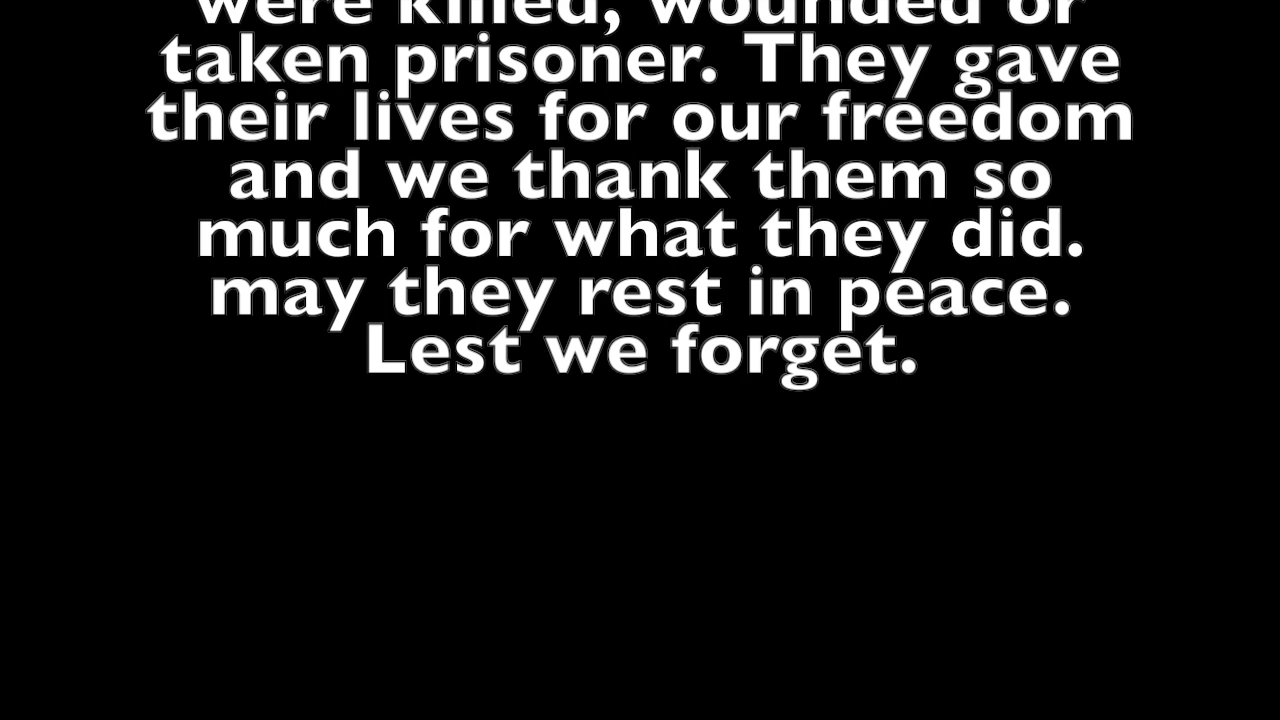 were killed, wounded or
taken prisoner. They gave
their lives for our freedom
and we thank them so
much for what they did.
may they rest in peace.
Lest we forget.